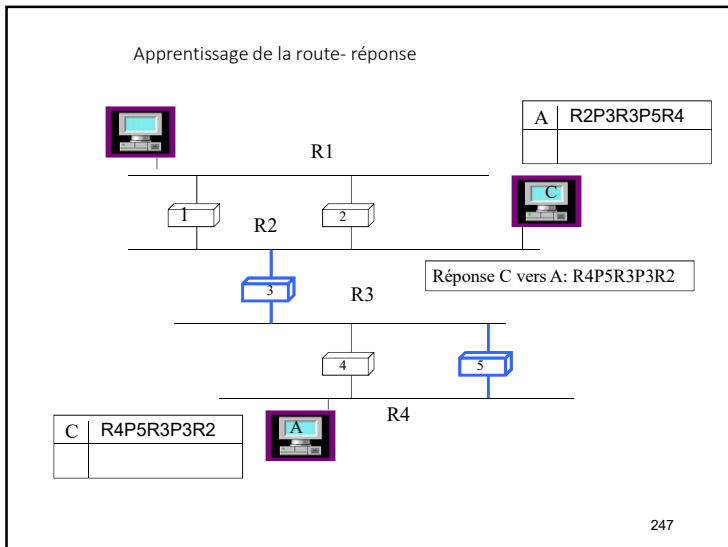 Apprentissage de la route- réponse
A R2P3R3P5R4
R1
C
1
2
R2
Réponse C vers A: R4P5R3P3R2
3
R3
4
5
R4
C R4P5R3P3R2
A
247